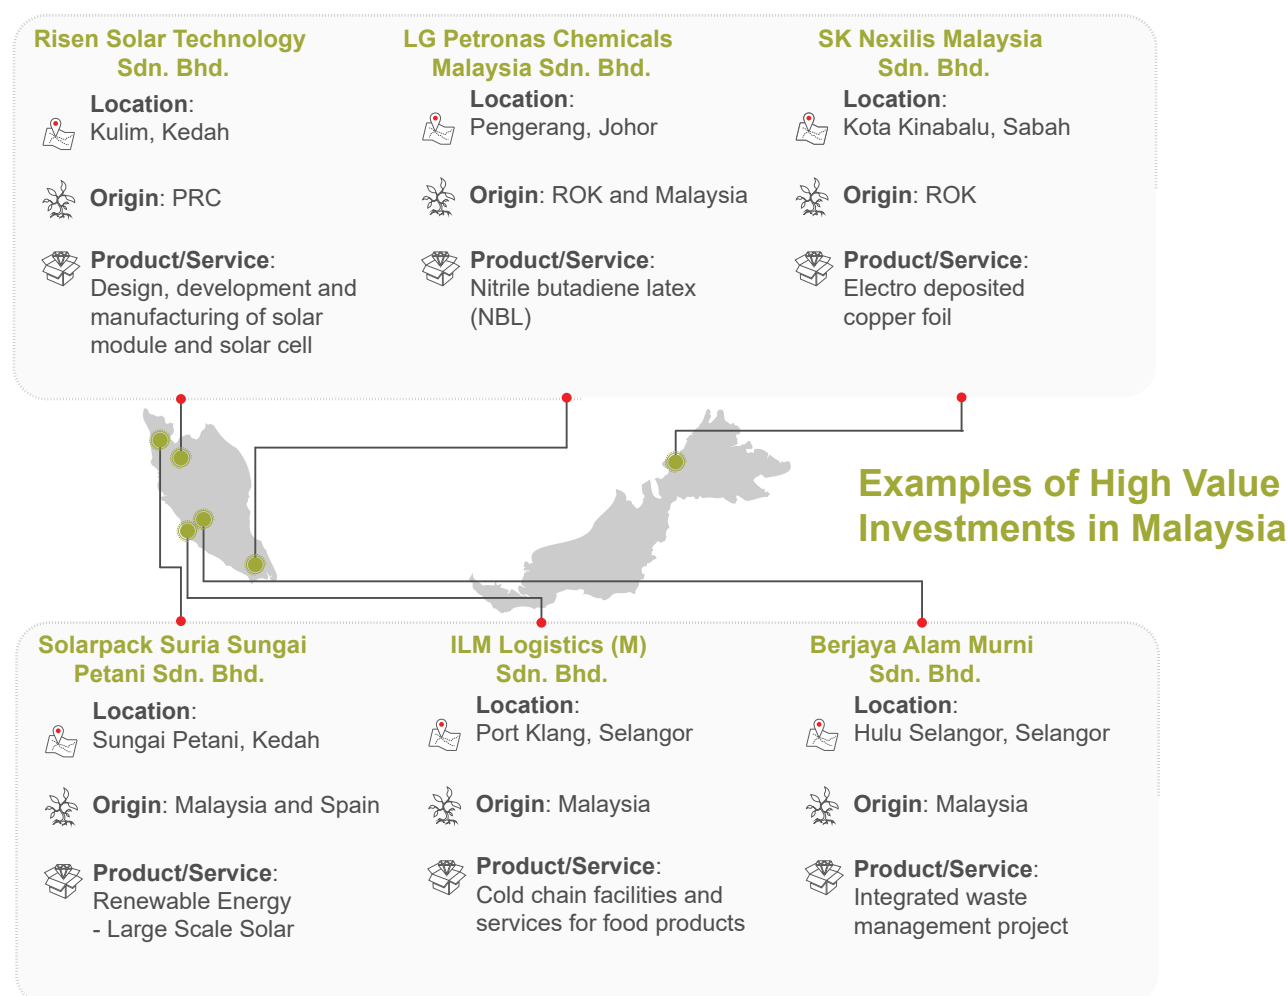 Risen Solar Technology
Sdn. Bhd.
Location:
Kulim, Kedah
Origin: PRC
Product/Service:
Design, development and
manufacturing of solar
module and solar cell
LG Petronas Chemicals
Malaysia Sdn. Bhd.
Location:
Pengerang, Johor
Origin: ROK and Malaysia
Product/Service:
Nitrile butadiene latex
(NBL)
SK Nexilis Malaysia
Sdn. Bhd.
Location:
Kota Kinabalu, Sabah
Origin: ROK
Product/Service:
Electro deposited
copper foil
Examples of High Value
Investments in Malaysia
Solarpack Suria Sungai
Petani Sdn. Bhd.
Location:
Sungai Petani, Kedah
Origin: Malaysia and Spain
Product/Service:
Renewable Energy
- Large Scale Solar
ILM Logistics (M)
Sdn. Bhd.
Location:
Port Klang, Selangor
Origin: Malaysia
Product/Service:
Cold chain facilities and
services for food products
Berjaya Alam Murni
Sdn. Bhd.
Location:
Hulu Selangor, Selangor
Origin: Malaysia
Product/Service:
Integrated waste
management project